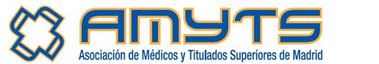 AMYTS
Asociación de Médicos y Titulados Superiores de Madrid